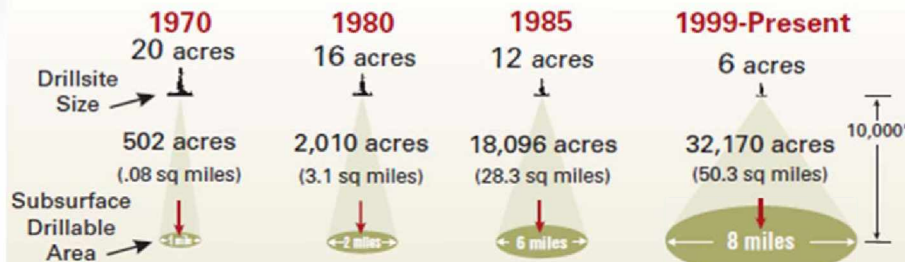 1970 1980 1985 1999-Present
20 acres 16 acres 12 acres 6 acres
Drillsite
Size
10,000'
502 acres 2,010 acres 18,096 acres 32,170 acres
(.08 sq miles) (3.1 sq miles) (28.3 sq miles) (50.3 sq miles)
Subsurface
Drillable
Area
2 miles 6 miles 8 miles